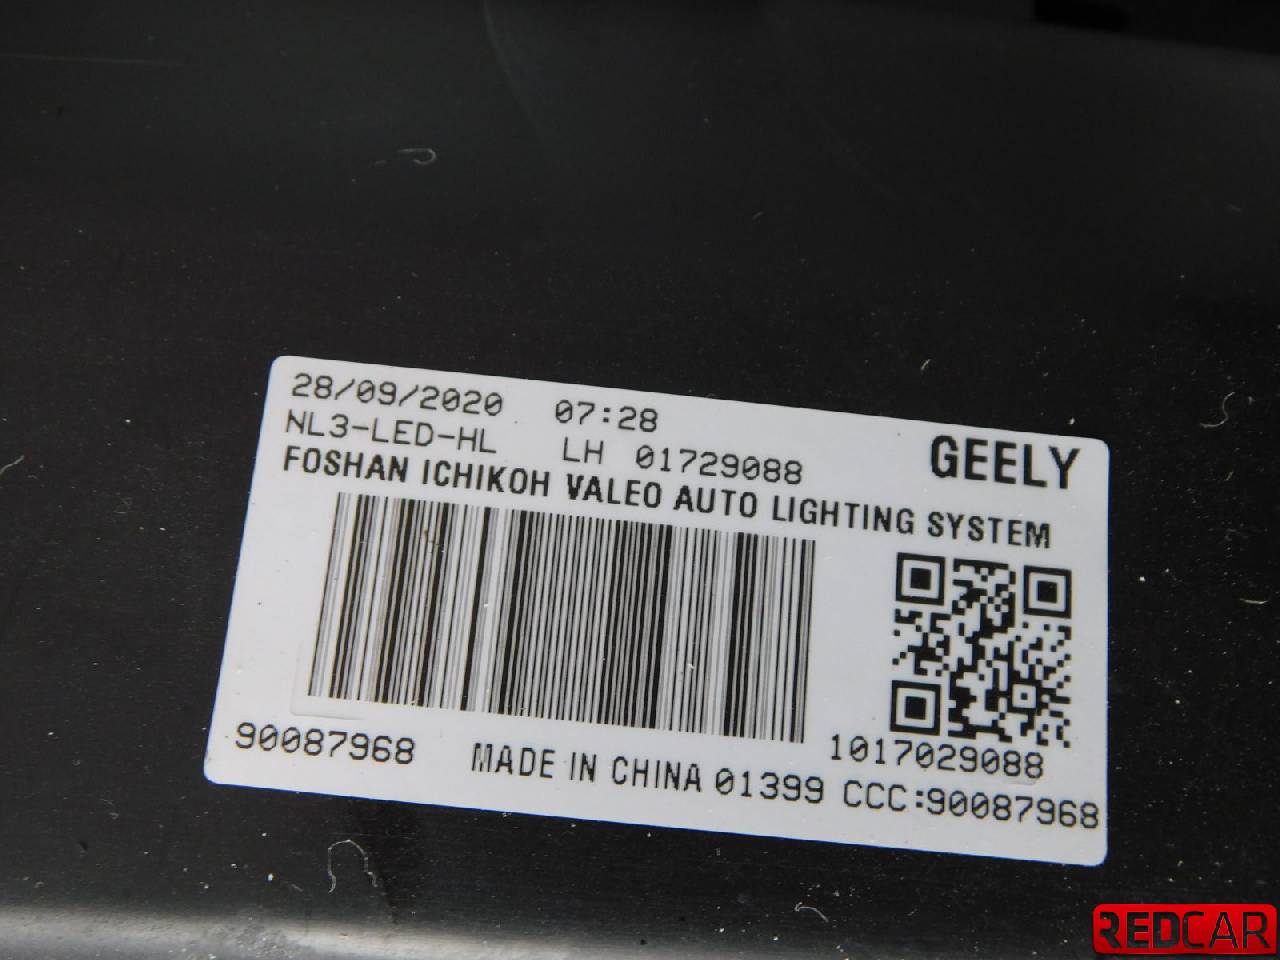 28/09/2020 07:28
NL3-LED-HL LH 01729088
GEELY
FOSHAN ICHIKOH VALEO AUTO LIGHTING SYSTEM
1017029088
90087968 MADE IN CHINA 01399 CCC:90087968
REDCAR